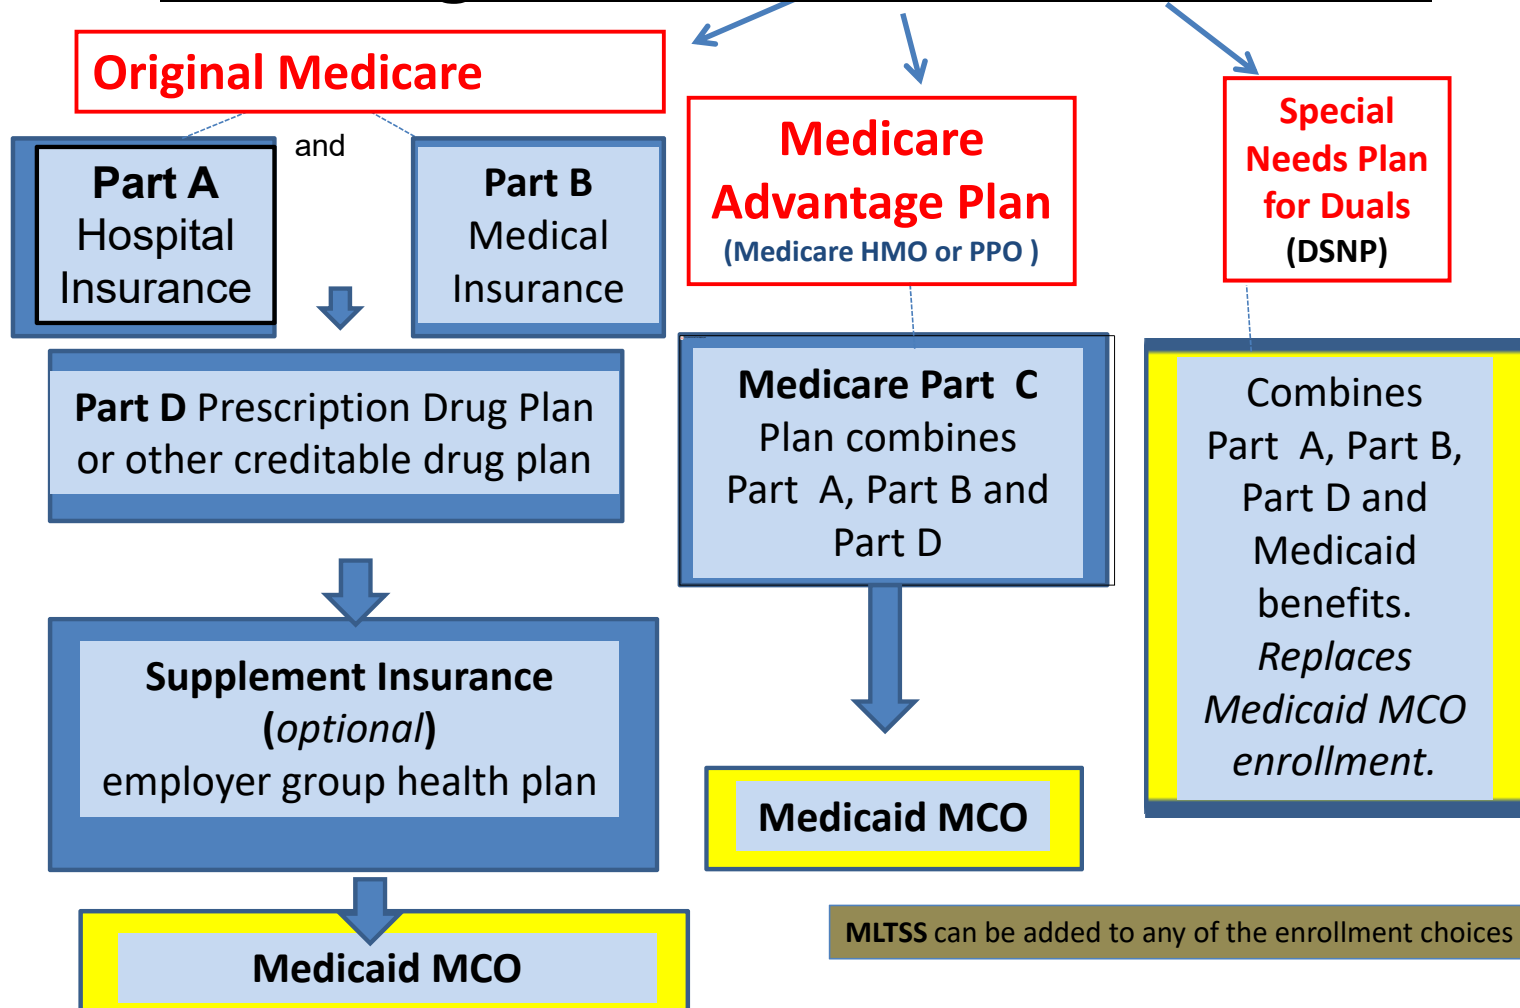 Original Medicare
and
Part A
Hospital
Insurance
Part B
Medical
Insurance
Part D Prescription Drug Plan
or other creditable drug plan
Supplement Insurance
(optional)
employer group health plan
Medicaid MCO
Medicare
Advantage Plan
(Medicare HMO or PPO )
Medicare Part C
Plan combines
Part A, Part B and
Part D
Medicaid MCO
Special
Needs Plan
for Duals
(DSNP)
Combines
Part A, Part B,
Part D and
Medicaid
benefits.
Replaces
Medicaid MCO
enrollment.
MLTSS can be added to any of the enrollment choices